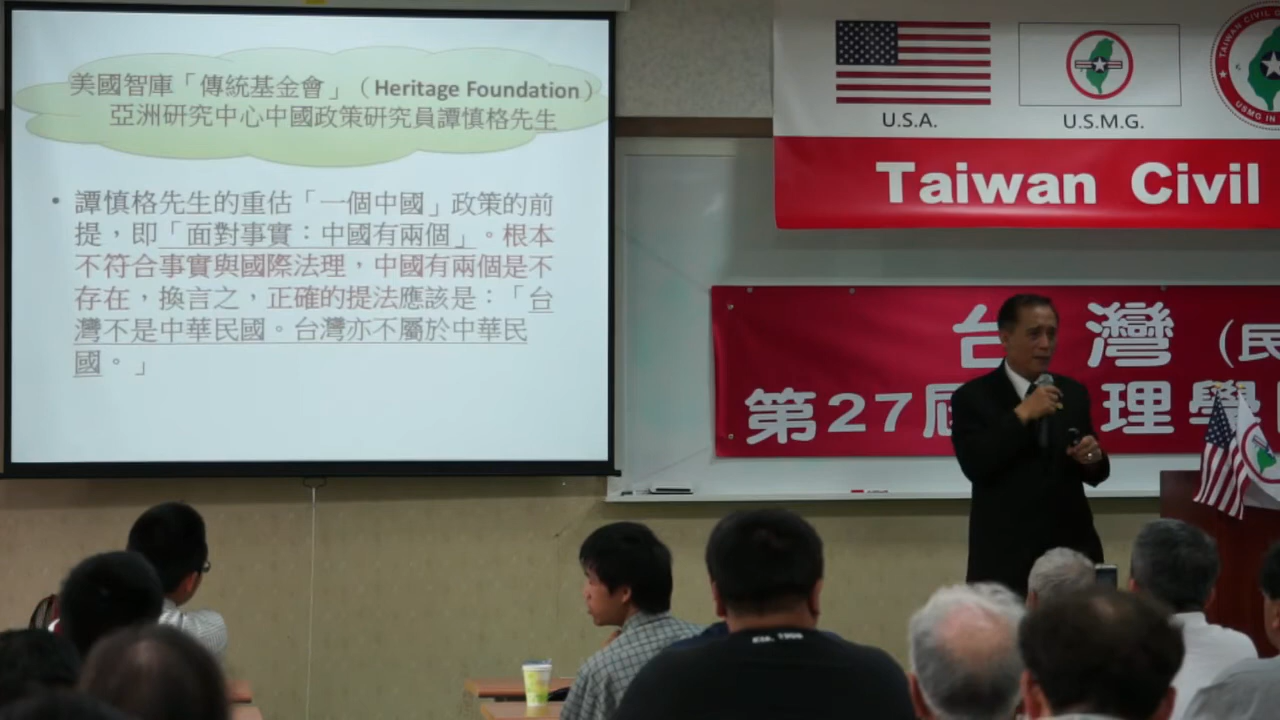 美國智庫「傳統基金會」（Heritage Foundation）
亞洲研究中心中國政策研究員譚慎格先生
• 譚慎格先生的重估「一個中國」政策的前
提，即「面對事實：中國有兩個」。根本
不符合事實與國際法理，中國有兩個是不
存在，換言之，正確的提法應該是：「台
灣不是中華民國。台灣亦不屬於中華民
國。」
U.S.A.
U.S.M.G.
TAIWAN CIVIL
USMG IN
Taiwan Civil
台灣（民
第27屆 理學